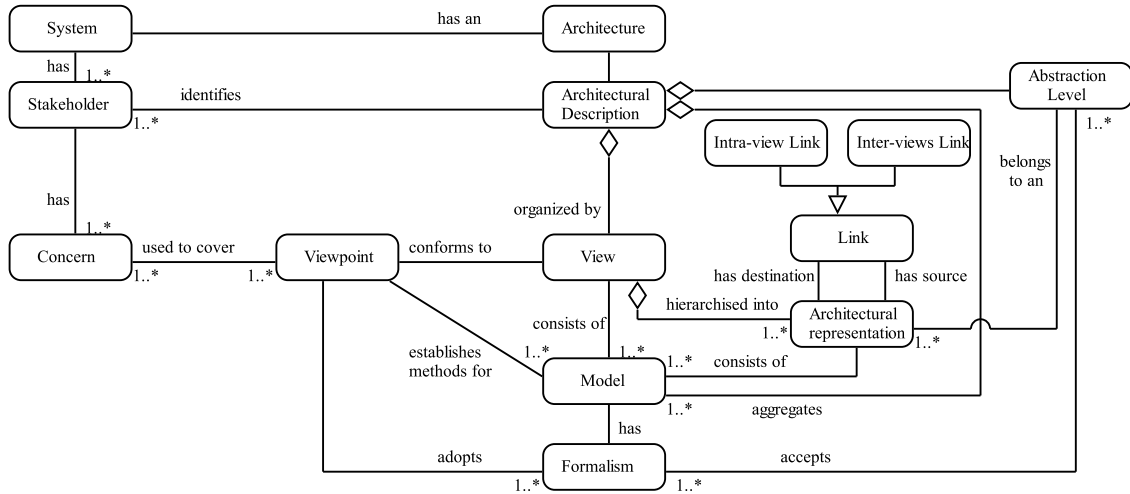 System
has an
Architecture
has
1..*
Stakeholder
identifies
1..*
Architectural
Description
Abstraction
Level
1..*
Intra-view Link
Inter-views Link
belongs
to an
has
organized by
1..*
Concern
used to cover
1..*
1..*
Viewpoint
conforms to
View
Link
has destination
has source
hierarchised into
Architectural
representation
1..*
1..*
consists of
establishes
methods for
1..*
1..*
1..*
consists of
Model
1..*
aggregates
has
adopts
1..*
Formalism
accepts
1..*